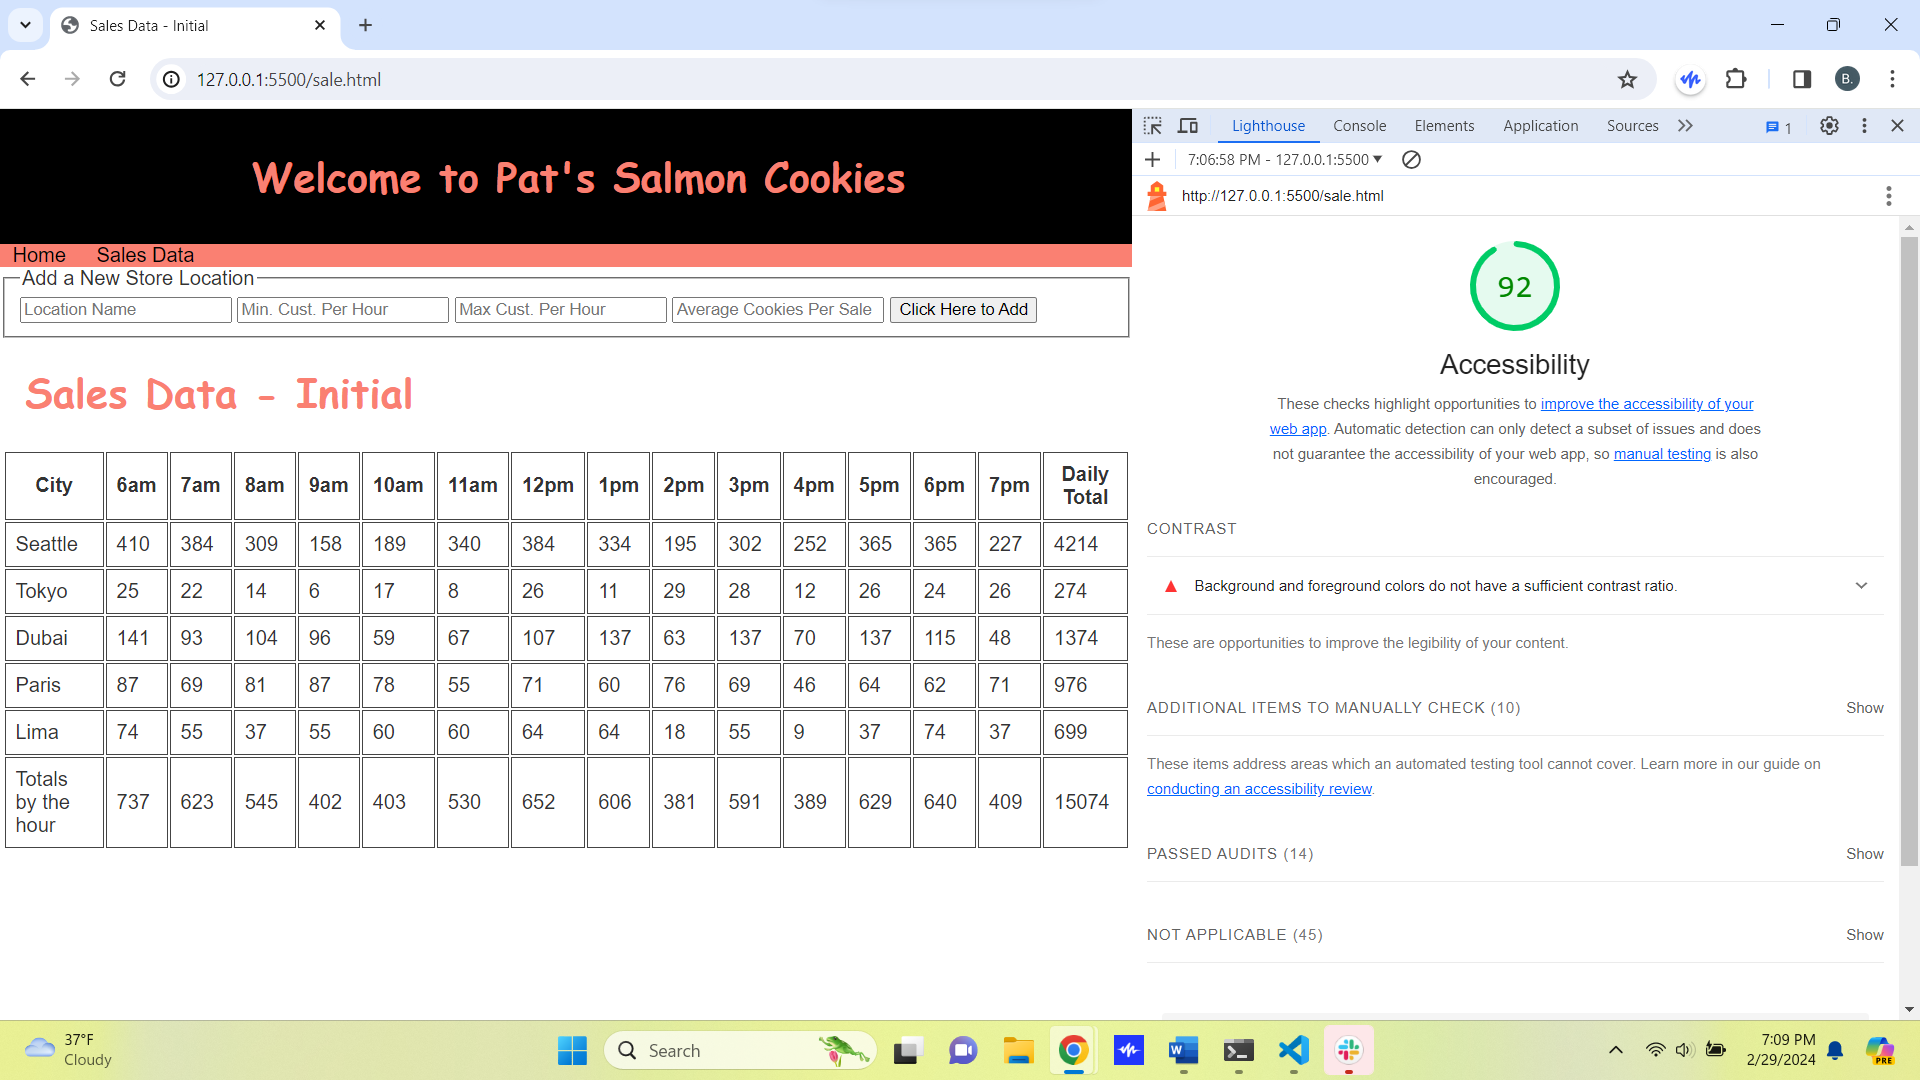 Sales Data - Initial
127.0.0.1:5500/sale.html
B.
Welcome to Pat's Salmon Cookies
Home Sales Data
Add a New Store Location
Location Name Min. Cust. Per Hour Max Cust. Per Hour Average Cookies Per Sale Click Here to Add
Sales Data - Initial
City 6am 7am 8am 9am 10am 11am 12pm 1pm 2pm 3pm 4pm 5pm 6pm 7pm Daily Total
Seattle 410 384 309 158 189 340 384 334 195 302 252 365 365 227 4214
Tokyo 25 22 14 6 17 8 26 11 29 28 12 26 24 26 274
Dubai 141 93 104 96 59 67 107 137 63 137 70 137 115 48 1374
Paris 87 69 81 87 78 55 71 60 76 69 46 64 62 71 976
Lima 74 55 37 55 60 60 64 64 18 55 9 37 74 37 699
Totals by the hour 737 623 545 402 403 530 652 606 381 591 389 629 640 409 15074
Lighthouse Console Elements Application Sources 1
7:06:58 PM - 127.0.0.1:5500
http://127.0.0.1:5500/sale.html
92
Accessibility
These checks highlight opportunities to improve the accessibility of your
web app. Automatic detection can only detect a subset of issues and does
not guarantee the accessibility of your web app, so manual testing is also
encouraged.
CONTRAST
Background and foreground colors do not have a sufficient contrast ratio.
These are opportunities to improve the legibility of your content.
ADDITIONAL ITEMS TO MANUALLY CHECK (10) Show
These items address areas which an automated testing tool cannot cover. Learn more in our guide on
conducting an accessibility review.
PASSED AUDITS (14) Show
NOT APPLICABLE (45) Show
37°F
Cloudy
Search
W
7:09 PM
2/29/2024
PRE